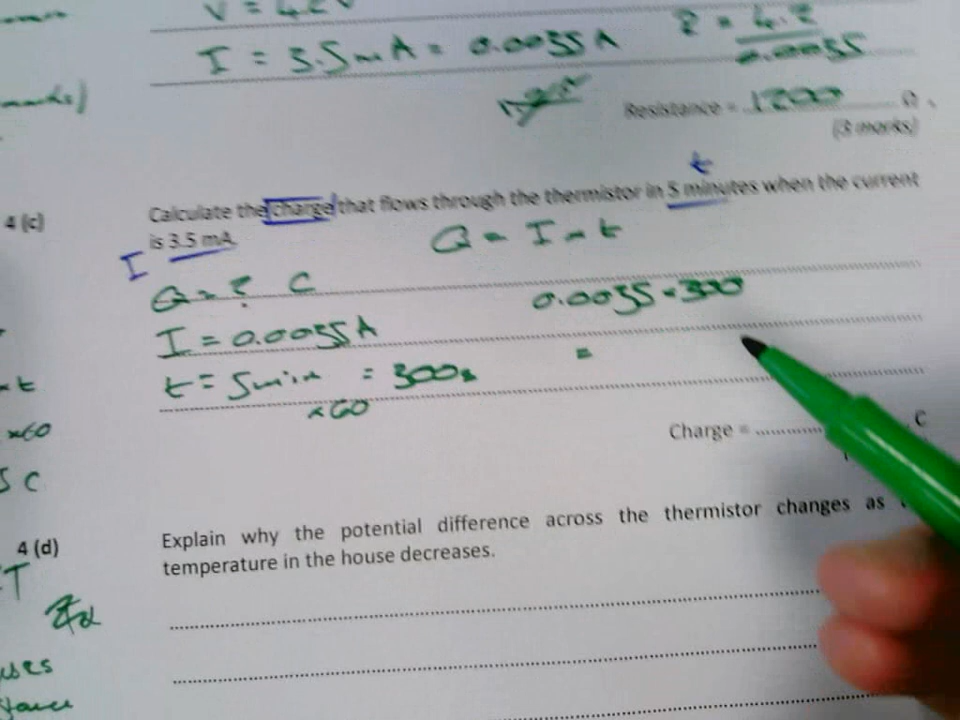 V = 4.2V
I = 3.5mA = 0.0035A
R = 4.2
0.0035
Resistance = 1200 Ω
(3 marks)
t
4 (c)
Calculate the charge that flows through the thermistor in 5 minutes when the current
is 3.5 mA
I
Q = I × t
Q = ? C
0.0035 × 300
I = 0.0035A
t = 5min = 300s
=
×60
×60
Charge = C
5 C
4 (d)
Explain why the potential difference across the thermistor changes as
temperature in the house decreases.